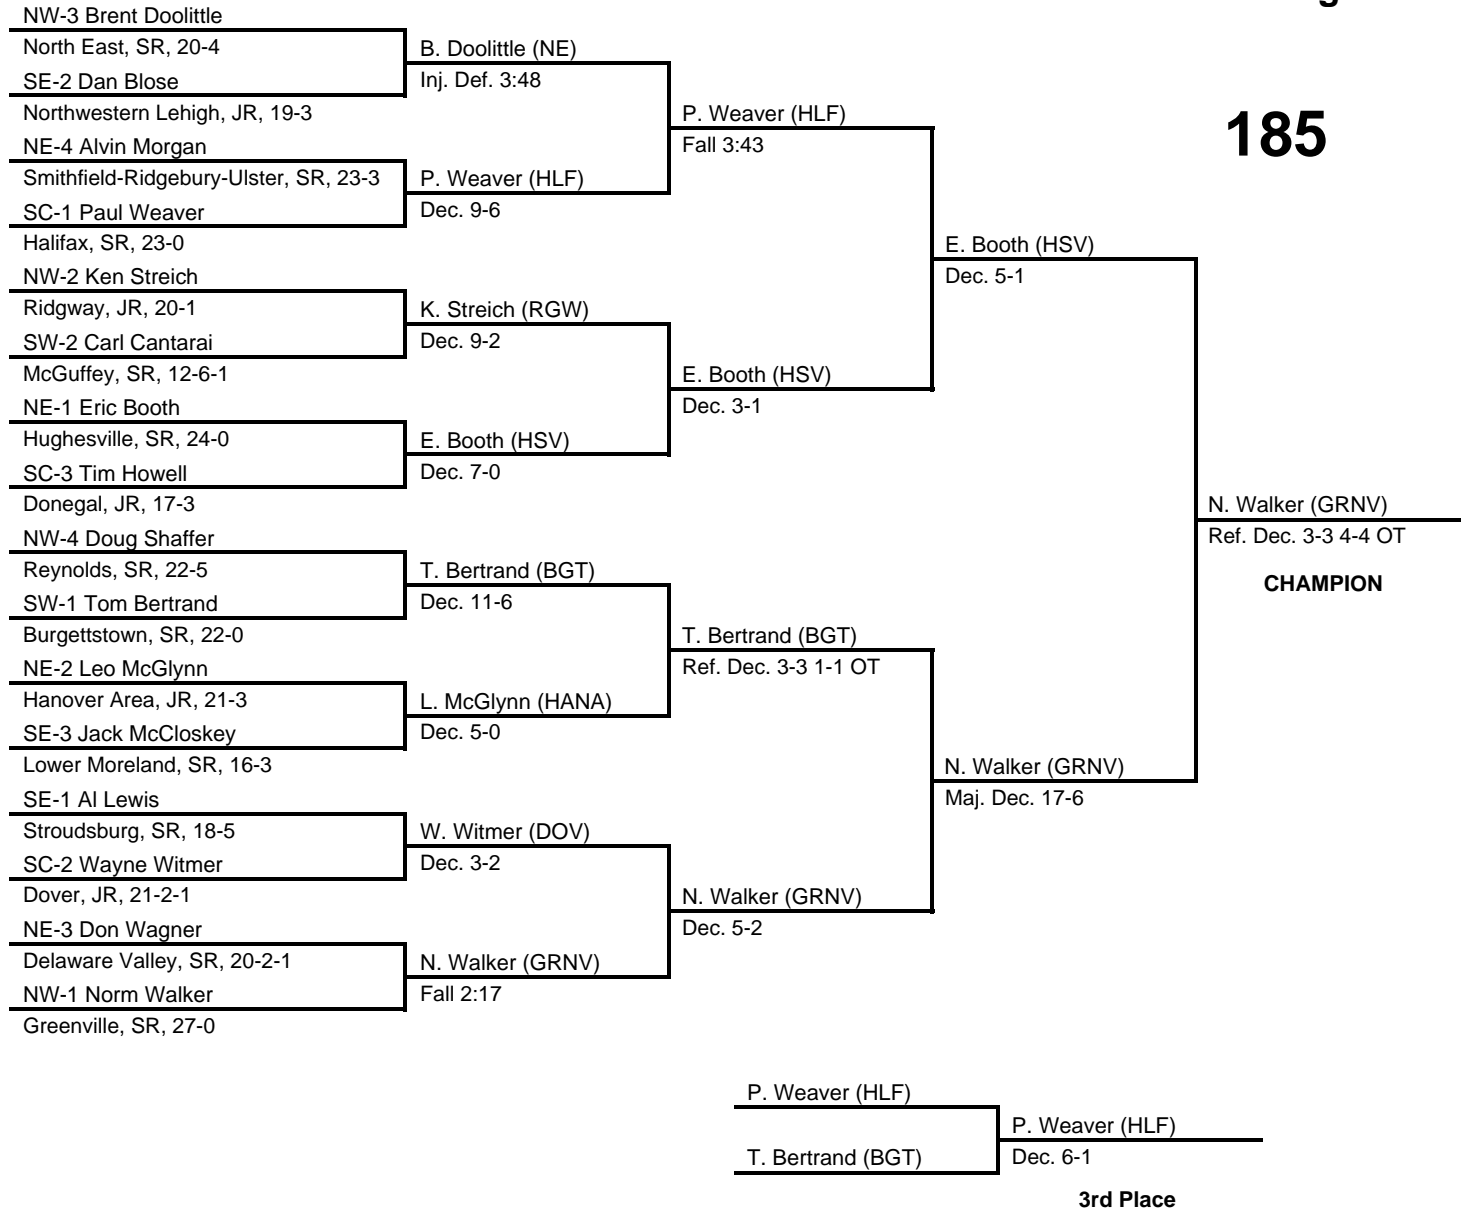 NW-3 Brent Doolittle
North East, SR, 20-4
SE-2 Dan Blose
Northwestern Lehigh, JR, 19-3
NE-4 Alvin Morgan
Smithfield-Ridgebury-Ulster, SR, 23-3
SC-1 Paul Weaver
Halifax, SR, 23-0
NW-2 Ken Streich
Ridgway, JR, 20-1
SW-2 Carl Cantarai
McGuffey, SR, 12-6-1
NE-1 Eric Booth
Hughesville, SR, 24-0
SC-3 Tim Howell
Donegal, JR, 17-3
NW-4 Doug Shaffer
Reynolds, SR, 22-5
SW-1 Tom Bertrand
Burgettstown, SR, 22-0
NE-2 Leo McGlynn
Hanover Area, JR, 21-3
SE-3 Jack McCloskey
Lower Moreland, SR, 16-3
SE-1 Al Lewis
Stroudsburg, SR, 18-5
SC-2 Wayne Witmer
Dover, JR, 21-2-1
NE-3 Don Wagner
Delaware Valley, SR, 20-2-1
NW-1 Norm Walker
Greenville, SR, 27-0
B. Doolittle (NE)
Inj. Def. 3:48
P. Weaver (HLF)
Dec. 9-6
K. Streich (RGW)
Dec. 9-2
E. Booth (HSV)
Dec. 7-0
T. Bertrand (BGT)
Dec. 11-6
L. McGlynn (HANA)
Dec. 5-0
W. Witmer (DOV)
Dec. 3-2
N. Walker (GRNV)
Fall 2:17
P. Weaver (HLF)
Fall 3:43
E. Booth (HSV)
Dec. 3-1
T. Bertrand (BGT)
Ref. Dec. 3-3 1-1 OT
N. Walker (GRNV)
Dec. 5-2
E. Booth (HSV)
Dec. 5-1
N. Walker (GRNV)
Maj. Dec. 17-6
185
N. Walker (GRNV)
Ref. Dec. 3-3 4-4 OT
CHAMPION
P. Weaver (HLF)
T. Bertrand (BGT)
P. Weaver (HLF)
Dec. 6-1
3rd Place